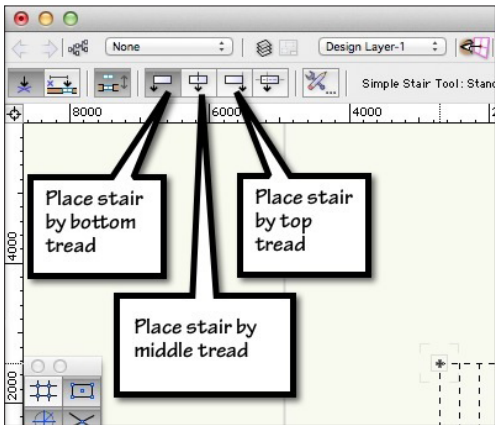 None
Design Layer-1
Simple Stair Tool: Stand
8000
6000
4000
Place stair
by bottom
tread
Place stair
by top
tread
Place stair by
middle tread
4000
2000